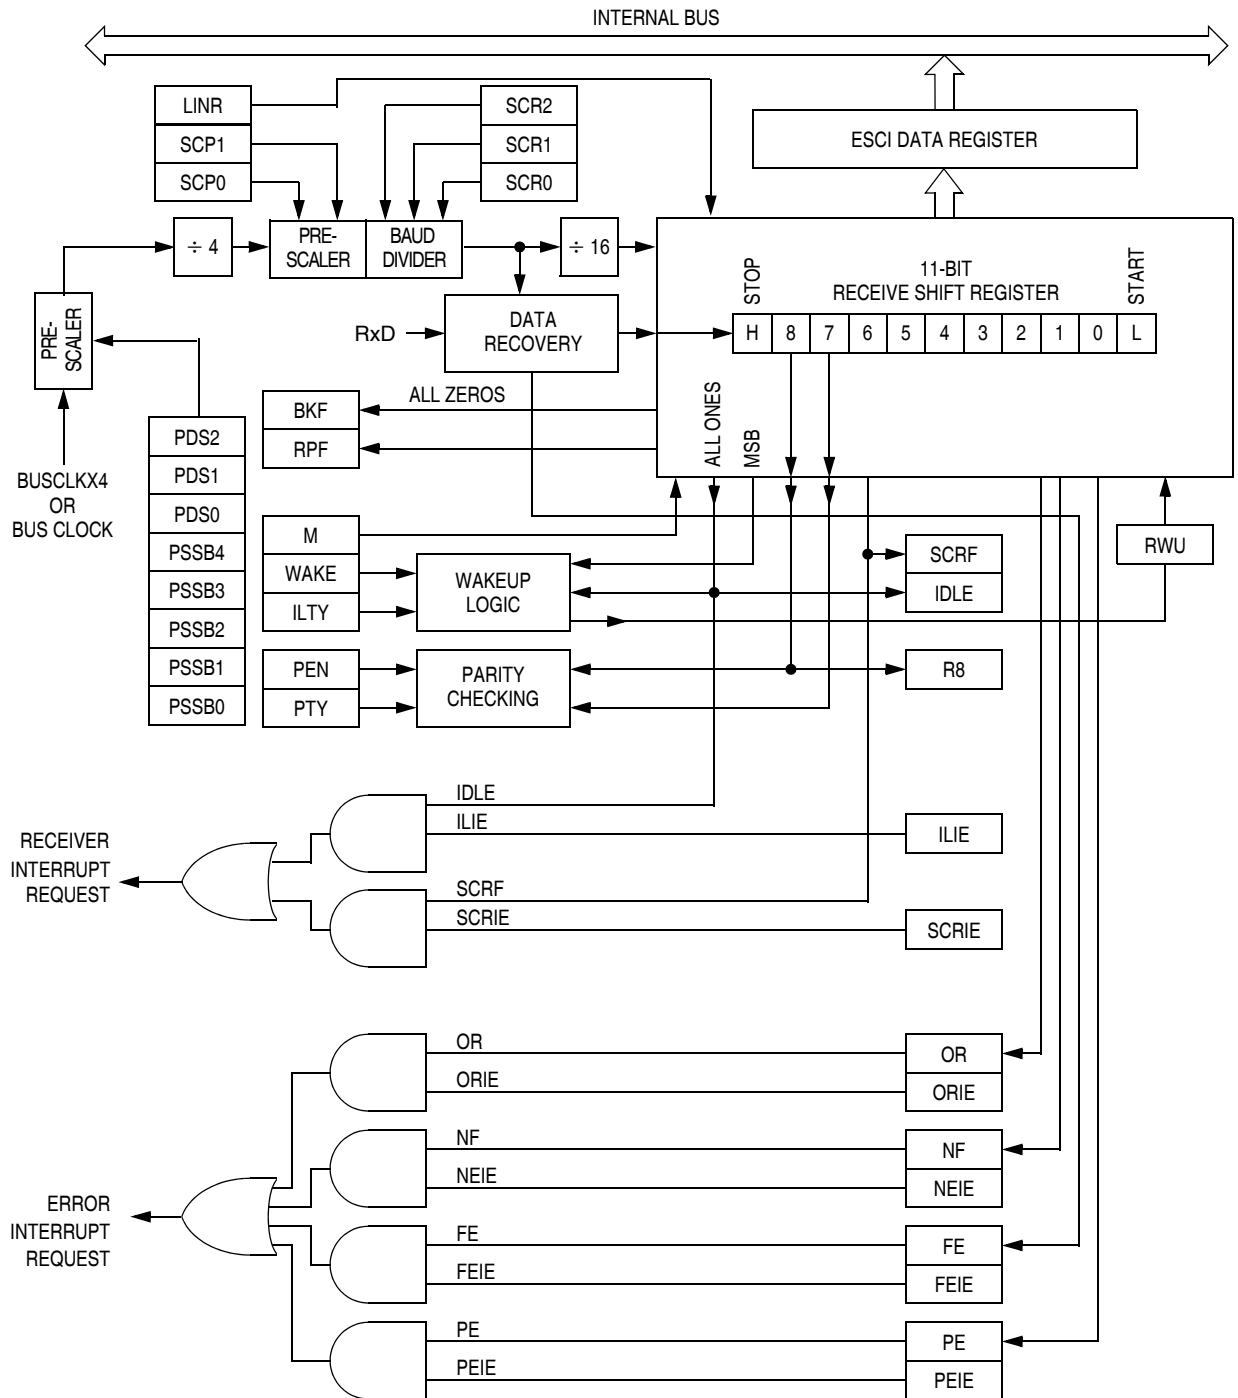 INTERNAL BUS
LINR
SCP1
SCP0
SCR2
SCR1
SCR0
ESCI DATA REGISTER
÷ 4
PRE-
SCALER
BAUD
DIVIDER
÷ 16
PRE-
SCALER
BUSCLKX4
OR
BUS CLOCK
RxD
DATA
RECOVERY
STOP
11-BIT
RECEIVE SHIFT REGISTER
START
H 8 7 6 5 4 3 2 1 0 L
ALL ONES
MSB
ALL ZEROS
BKF
RPF
PDS2
PDS1
PDS0
PSSB4
PSSB3
PSSB2
PSSB1
PSSB0
M
WAKE
ILTY
WAKEUP
LOGIC
PEN
PTY
PARITY
CHECKING
SCRF
IDLE
RWU
R8
RECEIVER
INTERRUPT
REQUEST
IDLE
ILIE
ILIE
SCRF
SCRIE
SCRIE
ERROR
INTERRUPT
REQUEST
OR
ORIE
OR
ORIE
NF
NEIE
NF
NEIE
FE
FEIE
FE
FEIE
PE
PEIE
PE
PEIE